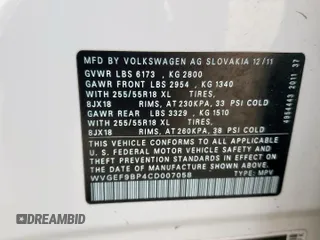 MFD BY VOLKSWAGEN AG SLOVAKIA 12/11
GVWR LBS 6173 , KG 2800
GAWR FRONT LBS 2954 , KG 1340
WITH 255/55R18 XL TIRES,
8JX18 RIMS, AT 230KPA, 33 PSI COLD
GAWR REAR LBS 3329 , KG 1510
WITH 255/55R18 XL TIRES,
8JX18 RIMS, AT 260KPA, 38 PSI COLD
THIS VEHICLE CONFORMS TO ALL APPLICABLE
U.S. FEDERAL MOTOR VEHICLE SAFETY
STANDARDS IN EFFECT ON THE DATE OF
MANUFACTURE SHOWN ABOVE.
WVGEF9BP4CD007058 TYPE: MPV
2011 37
DREAMBID